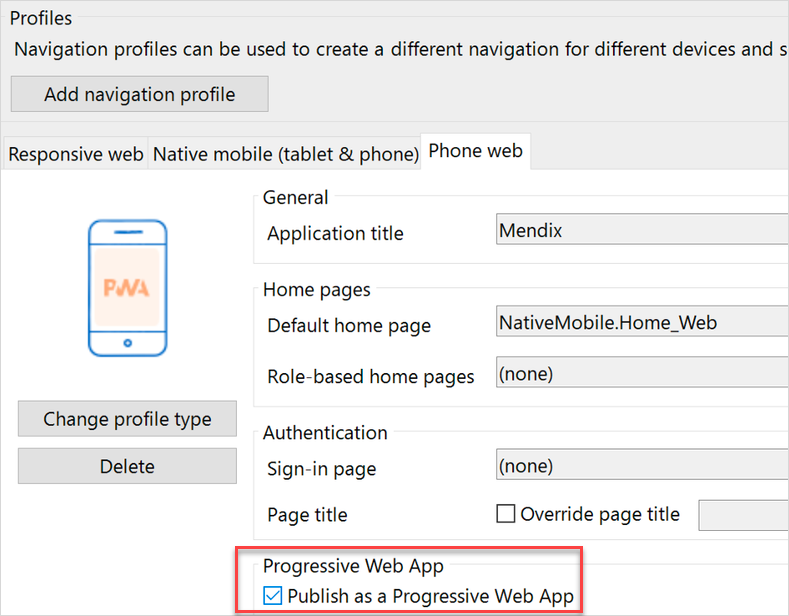 Profiles
Navigation profiles can be used to create a different navigation for different devices and s
Add navigation profile
Responsive web
Native mobile (tablet & phone)
Phone web
PWA
Change profile type
Delete
General
Application title
Mendix
Home pages
Default home page
NativeMobile.Home_Web
Role-based home pages
(none)
Authentication
Sign-in page
(none)
Page title
Override page title
Progressive Web App
Publish as a Progressive Web App